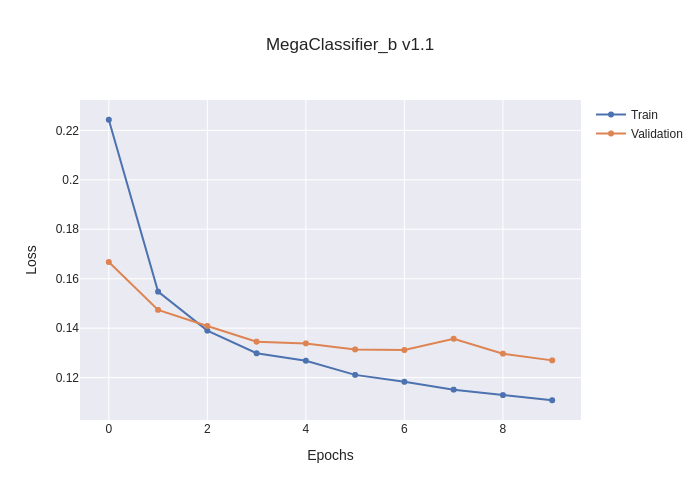 MegaClassifier_b v1.1
Train
Validation
0.22
0.2
0.18
0.16
0.14
0.12
Loss
0 2 4 6 8
Epochs